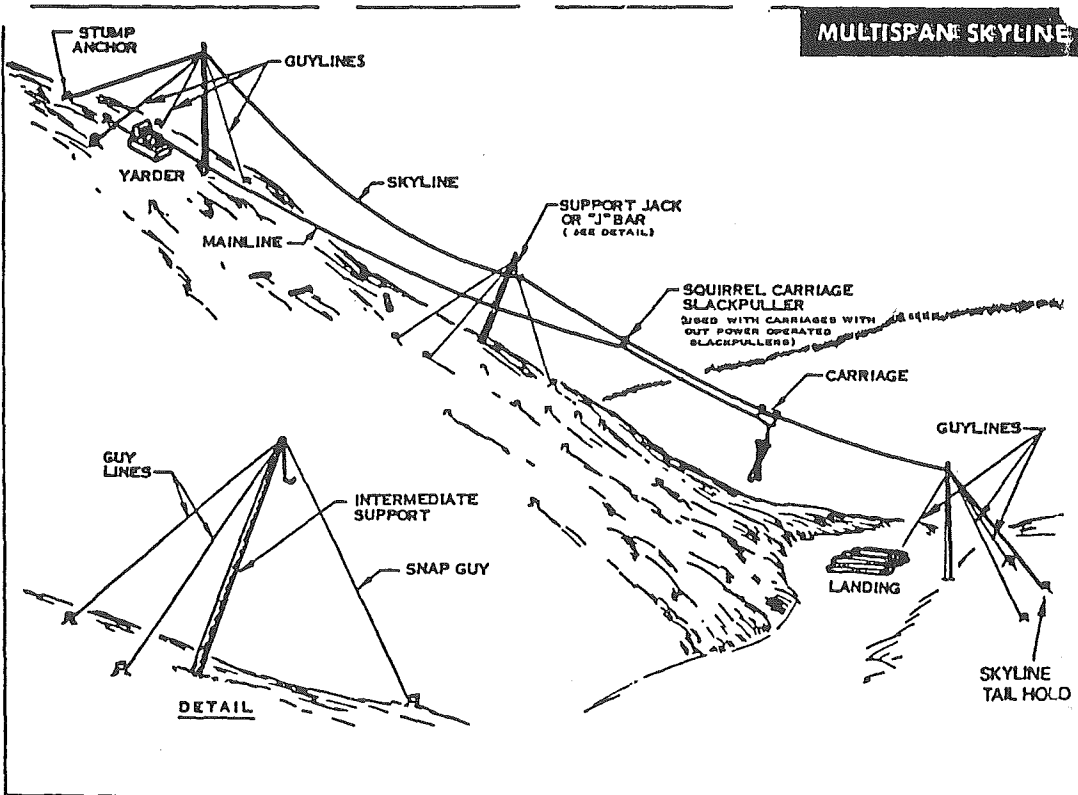 MULTISPAN SKYLINE
STUMP
ANCHOR
GUYLINES
YARDER
SKYLINE
MAINLINE
SUPPORT JACK
OR "J" BAR
( SEE DETAIL)
SQUIRREL CARRIAGE
SLACKPULLER
(USED WITH CARRIAGES WITH
OUT POWER OPERATED
SLACKPULLERS)
CARRIAGE
GUYLINES
GUY
LINES
INTERMEDIATE
SUPPORT
SNAP GUY
LANDING
SKYLINE
TAIL HOLD
DETAIL